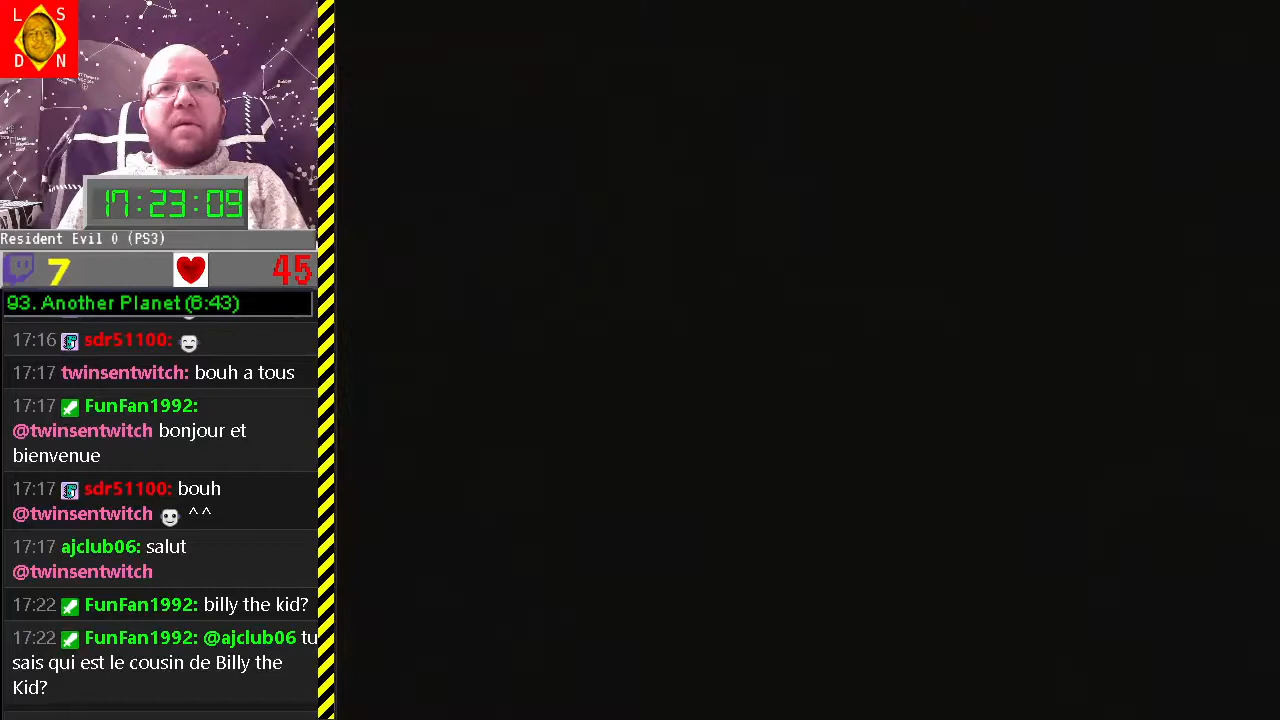 L S
D N
17:23:09
Resident Evil 0 (PS3)
7 45
93. Another Planet (6:43)
17:16 sdr51100:
17:17 twinsentwitch: bouh a tous
17:17 FunFan1992:
@twinsentwitch bonjour et
bienvenue
17:17 sdr51100: bouh
@twinsentwitch ^^
17:17 ajclub06: salut
@twinsentwitch
17:22 FunFan1992: billy the kid?
17:22 FunFan1992: @ajclub06 tu
sais qui est le cousin de Billy the
Kid?